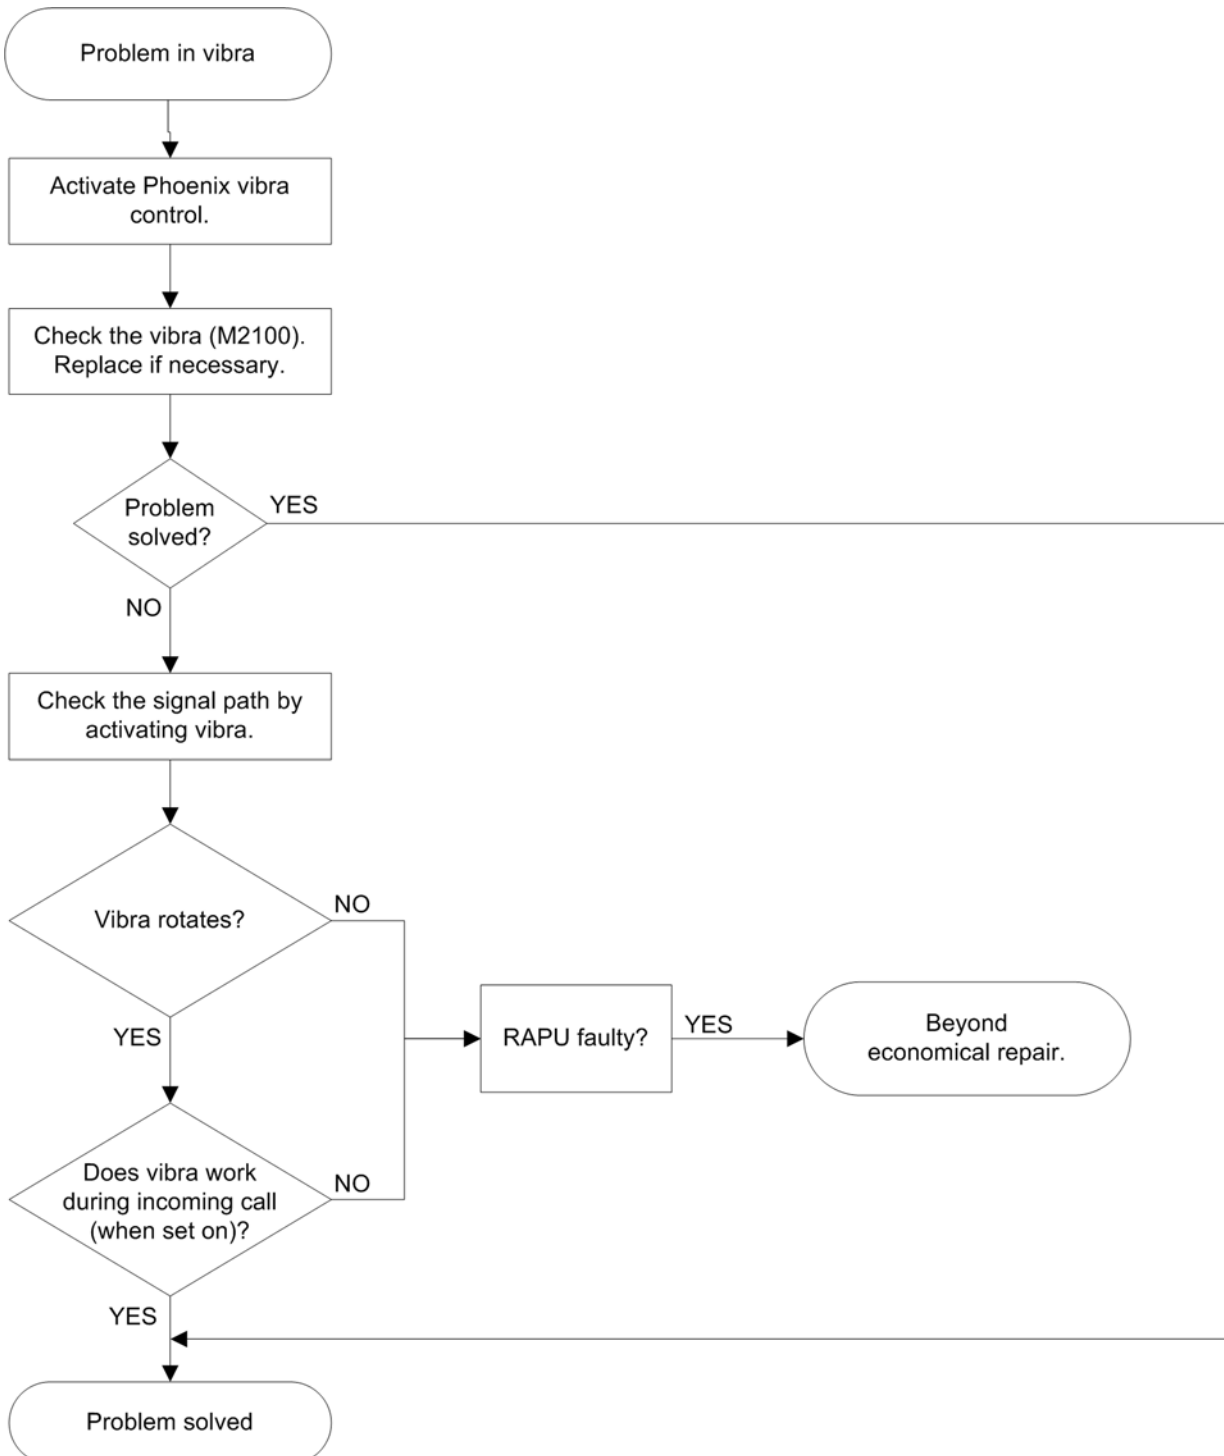 Problem in vibra
Activate Phoenix vibra
control.
Check the vibra (M2100).
Replace if necessary.
Problem
solved?
YES
NO
Check the signal path by
activating vibra.
Vibra rotates?
NO
YES
RAPU faulty?
YES
Beyond
economical repair.
Does vibra work
during incoming call
(when set on)?
NO
YES
Problem solved